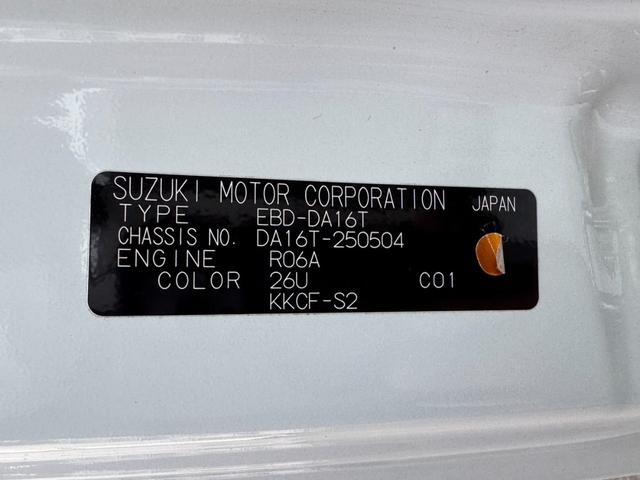 SUZUKI MOTOR CORPORATION JAPAN
TYPE EBD-DA16T
CHASSIS NO. DA16T-250504
ENGINE R06A
COLOR 26U C01
KKCF-S2